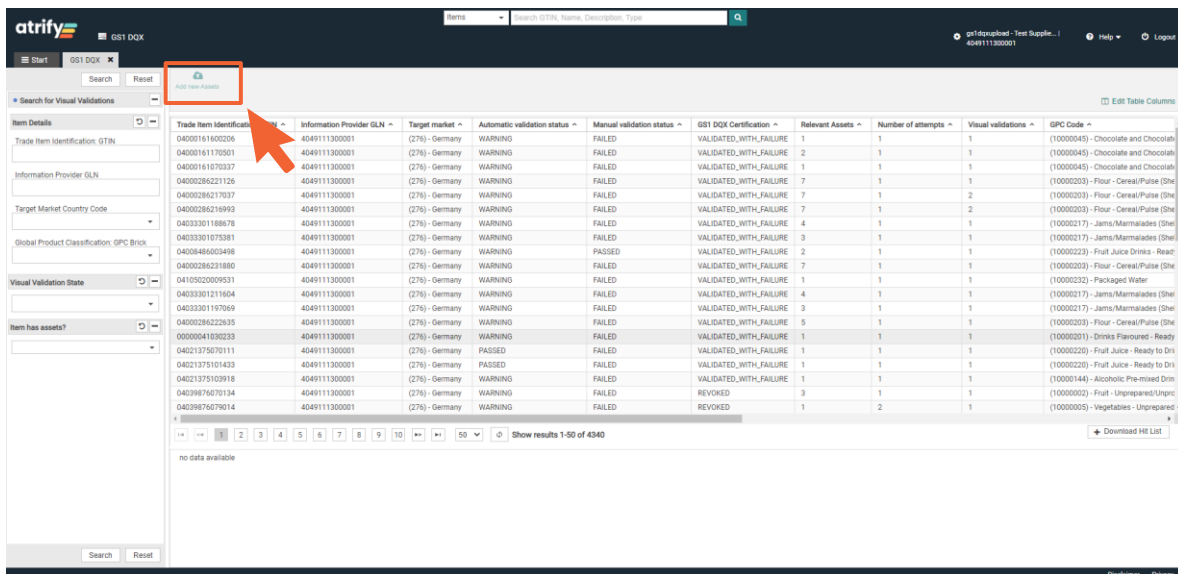 atrify
GS1 DQX
Items
Search GTIN, Name, Description, Type
gs1dqxupload - Test Supplie... |
4049111300001
Help
Logout
Start
GS1 DQX
Search Reset
Add new Assets
Search for Visual Validations
Edit Table Columns
Item Details
Trade Item Identification: GTIN
Information Provider GLN
Target Market Country Code
Global Product Classification: GPC Brick
Visual Validation State
Item has assets?
Search Reset
Information Provider GLN Target market Automatic validation status Manual validation status GS1 DQX Certification Relevant Assets Number of attempts Visual validations GPC Code
04000161600206 4049111300001 (276) - Germany WARNING FAILED VALIDATED_WITH_FAILURE 1 1 1 (10000045) - Chocolate and Chocolat
04000161170501 4049111300001 (276) - Germany WARNING FAILED VALIDATED_WITH_FAILURE 2 1 1 (10000045) - Chocolate and Chocolat
04000161070337 4049111300001 (276) - Germany WARNING FAILED VALIDATED_WITH_FAILURE 1 1 1 (10000045) - Chocolate and Chocolat
04000286221126 4049111300001 (276) - Germany WARNING FAILED VALIDATED_WITH_FAILURE 7 1 1 (10000203) - Flour - Cereal/Pulse (She
04000286217037 4049111300001 (276) - Germany WARNING FAILED VALIDATED_WITH_FAILURE 7 1 2 (10000203) - Flour - Cereal/Pulse (She
04000286216993 4049111300001 (276) - Germany WARNING FAILED VALIDATED_WITH_FAILURE 7 1 2 (10000203) - Flour - Cereal/Pulse (She
04033301188678 4049111300001 (276) - Germany WARNING FAILED VALIDATED_WITH_FAILURE 4 1 1 (10000217) - Jams/Marmalades (Shel
04033301075381 4049111300001 (276) - Germany WARNING FAILED VALIDATED_WITH_FAILURE 3 1 1 (10000217) - Jams/Marmalades (Shel
04008486003498 4049111300001 (276) - Germany WARNING PASSED VALIDATED_WITH_FAILURE 2 1 1 (10000223) - Fruit Juice Drinks - Ready
04000286231880 4049111300001 (276) - Germany WARNING FAILED VALIDATED_WITH_FAILURE 7 1 1 (10000203) - Flour - Cereal/Pulse (She
04105020009531 4049111300001 (276) - Germany WARNING FAILED VALIDATED_WITH_FAILURE 1 1 1 (10000232) - Packaged Water
04033301211604 4049111300001 (276) - Germany WARNING FAILED VALIDATED_WITH_FAILURE 4 1 1 (10000217) - Jams/Marmalades (Shel
04033301197069 4049111300001 (276) - Germany WARNING FAILED VALIDATED_WITH_FAILURE 3 1 1 (10000217) - Jams/Marmalades (Shel
04000286222635 4049111300001 (276) - Germany WARNING FAILED VALIDATED_WITH_FAILURE 5 1 1 (10000203) - Flour - Cereal/Pulse (She
00000041030233 4049111300001 (276) - Germany WARNING FAILED VALIDATED_WITH_FAILURE 1 1 1 (10000201) - Drinks Flavoured - Ready
04021375070111 4049111300001 (276) - Germany PASSED FAILED VALIDATED_WITH_FAILURE 1 1 1 (10000220) - Fruit Juice - Ready to Dri
04021375101433 4049111300001 (276) - Germany PASSED FAILED VALIDATED_WITH_FAILURE 1 1 1 (10000220) - Fruit Juice - Ready to Dri
04021375103918 4049111300001 (276) - Germany WARNING FAILED VALIDATED_WITH_FAILURE 1 1 1 (10000144) - Alcoholic Pre-mixed Drin
04039876070134 4049111300001 (276) - Germany WARNING FAILED REVOKED 3 1 1 (10000002) - Fruit - Unprepared/Unpro
04039876079014 4049111300001 (276) - Germany WARNING FAILED REVOKED 1 2 1 (10000005) - Vegetables - Unprepared
1 2 3 4 5 6 7 8 9 10 50 Show results 1-50 of 4340
Download Hit List
no data available